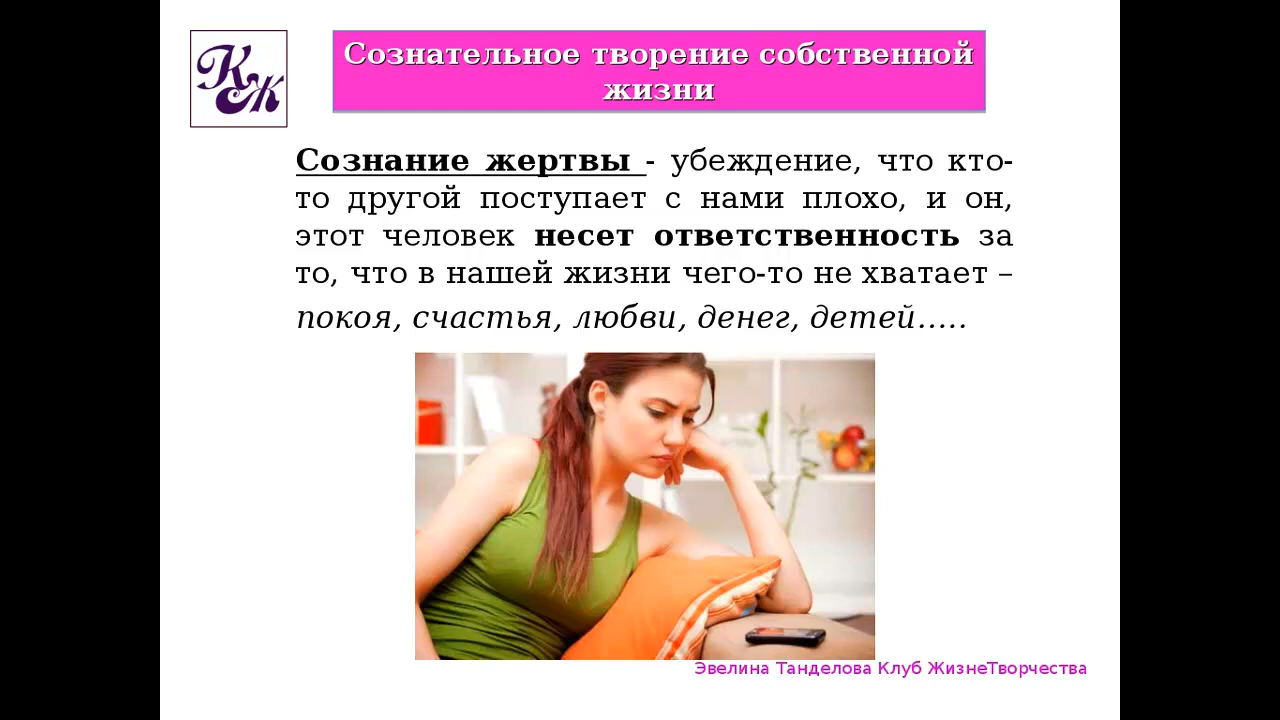 КЖ
Сознательное творение собственной
жизни
Сознание жертвы - убеждение, что кто-
то другой поступает с нами плохо, и он,
этот человек несет ответственность за
то, что в нашей жизни чего-то не хватает –
покоя, счастья, любви, денег, детей.....
Эвелина Танделова Клуб ЖизнеТворчества